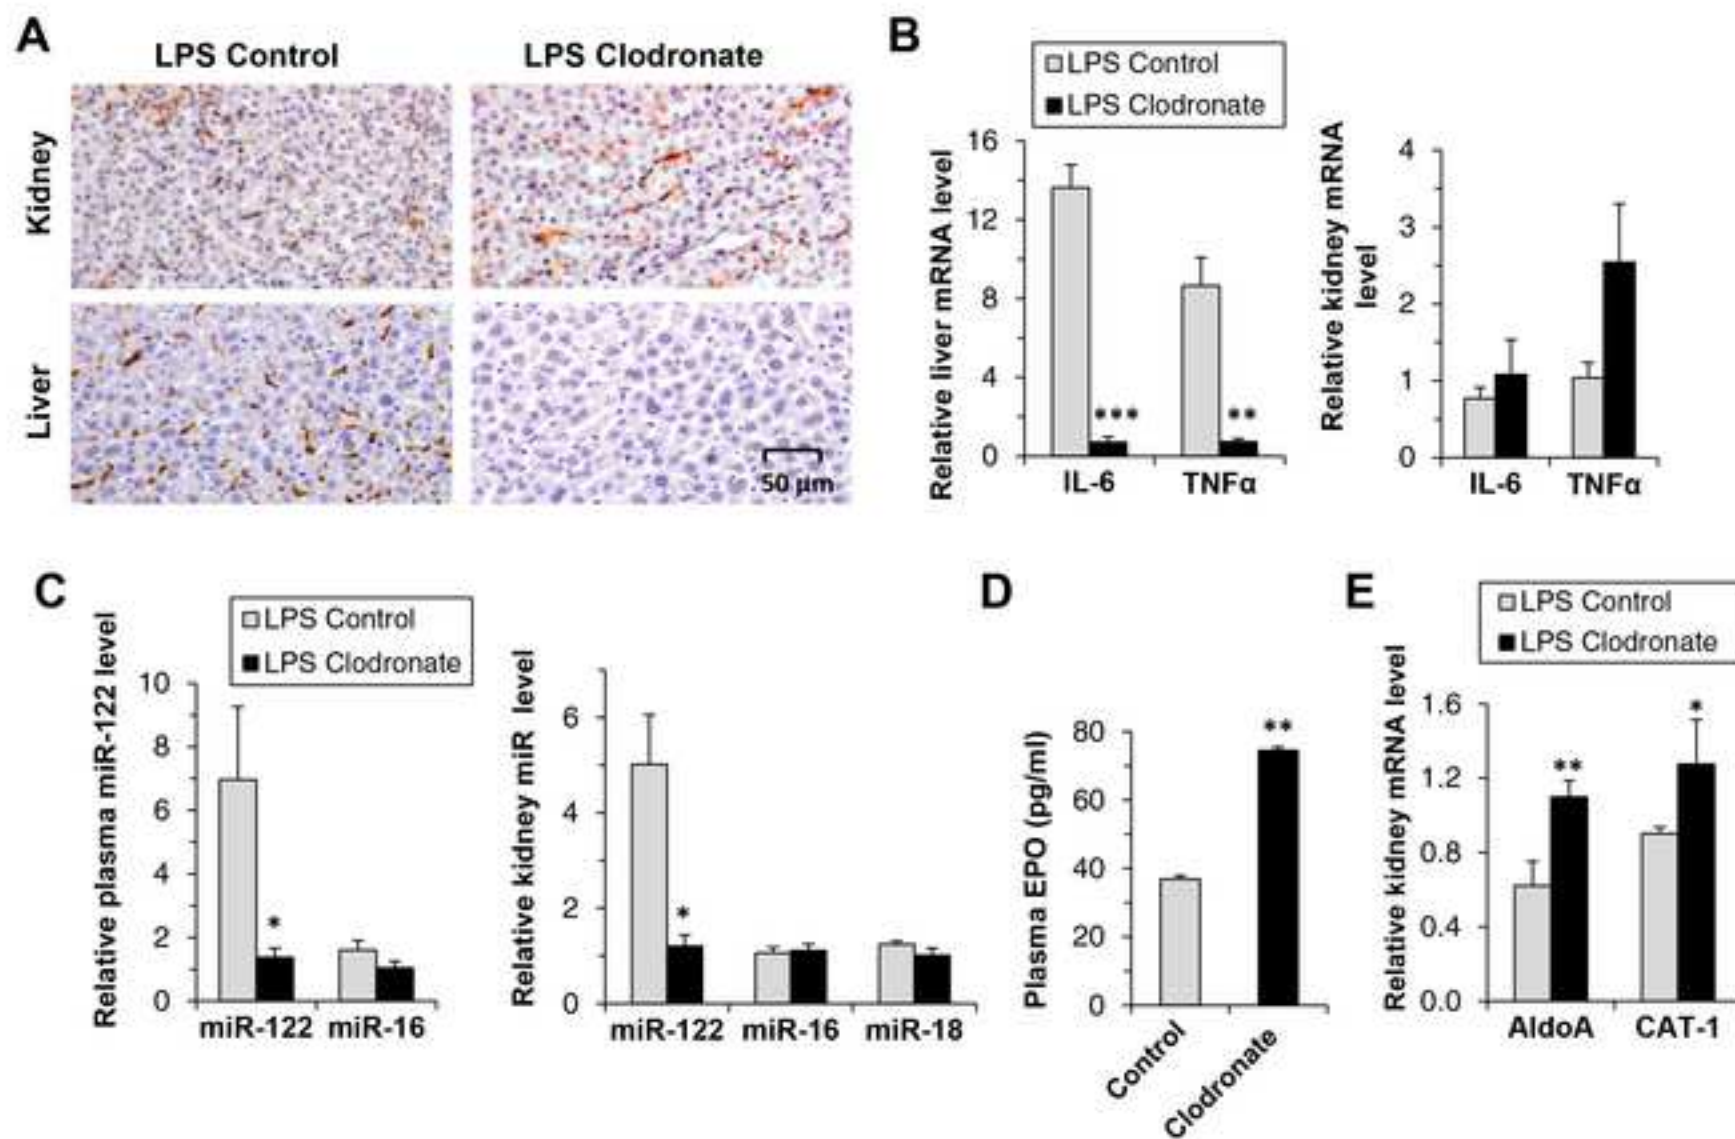 A
LPS Control
LPS Clodronate
Kidney
Liver
50 µm
B
LPS Control
LPS Clodronate
Relative liver mRNA level
16
12
8
4
0
***
**
IL-6
TNFα
Relative kidney mRNA
level
4
3
2
1
0
IL-6
TNFα
C
LPS Control
LPS Clodronate
Relative plasma miR-122 level
10
8
6
4
2
0
*
miR-122
miR-16
Relative kidney miR level
6
4
2
0
*
miR-122
miR-16
miR-18
D
Plasma EPO (pg/ml)
80
60
40
20
0
**
Control
Clodronate
E
LPS Control
LPS Clodronate
Relative kidney mRNA level
1.6
1.2
0.8
0.4
0.0
**
*
AldoA
CAT-1